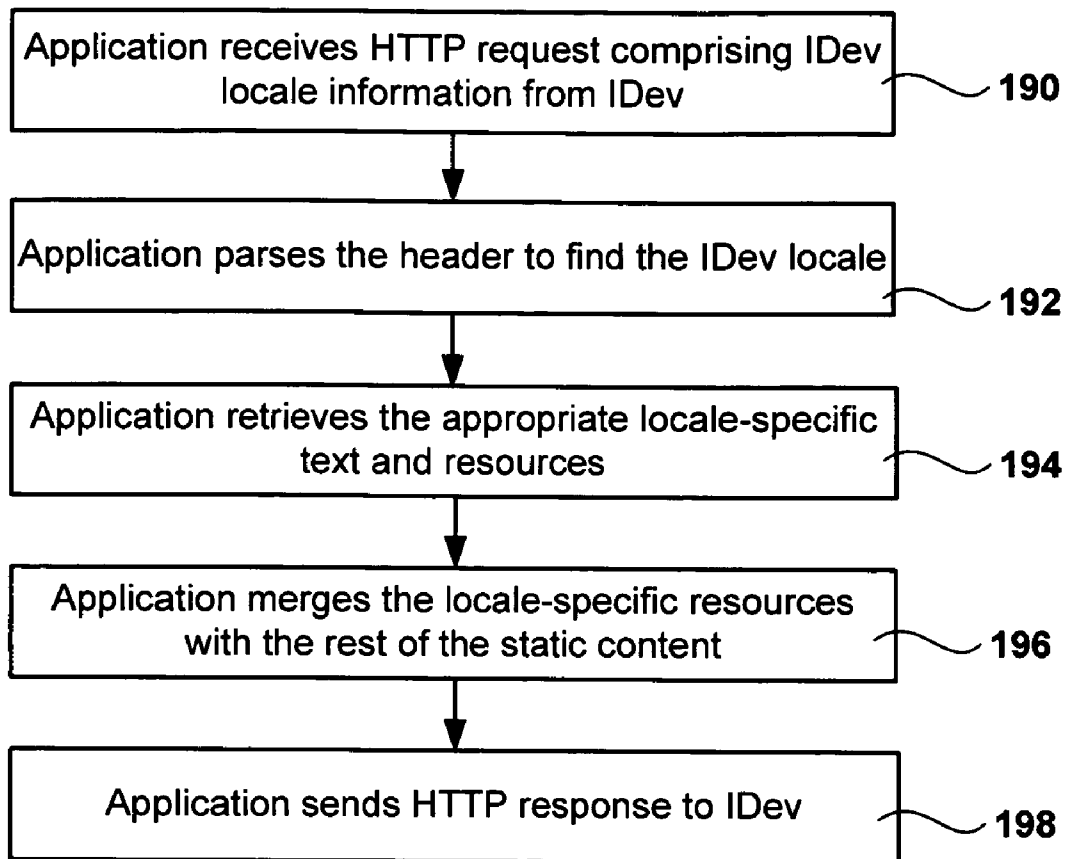 Application receives HTTP request comprising IDev
locale information from IDev
190
Application parses the header to find the IDev locale
192
Application retrieves the appropriate locale-specific
text and resources
194
Application merges the locale-specific resources
with the rest of the static content
196
Application sends HTTP response to IDev
198